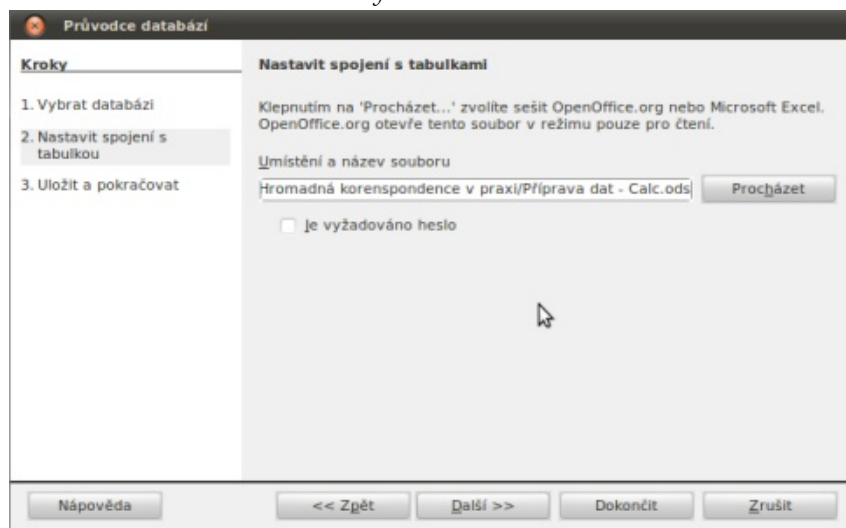 Průvodce databází
Kroky
1. Vybrat databázi
2. Nastavit spojení s
tabulkou
3. Uložit a pokračovat
Nastavit spojení s tabulkami
Klepnutím na 'Procházet...' zvolíte sešit OpenOffice.org nebo Microsoft Excel.
OpenOffice.org otevře tento soubor v režimu pouze pro čtení.
Umístění a název souboru
Hromadná korenspondence v praxi/Příprava dat - Calc.ods
Procházet
Je vyžadováno heslo
Nápověda
<< Zpět
Další >>
Dokončit
Zrušit